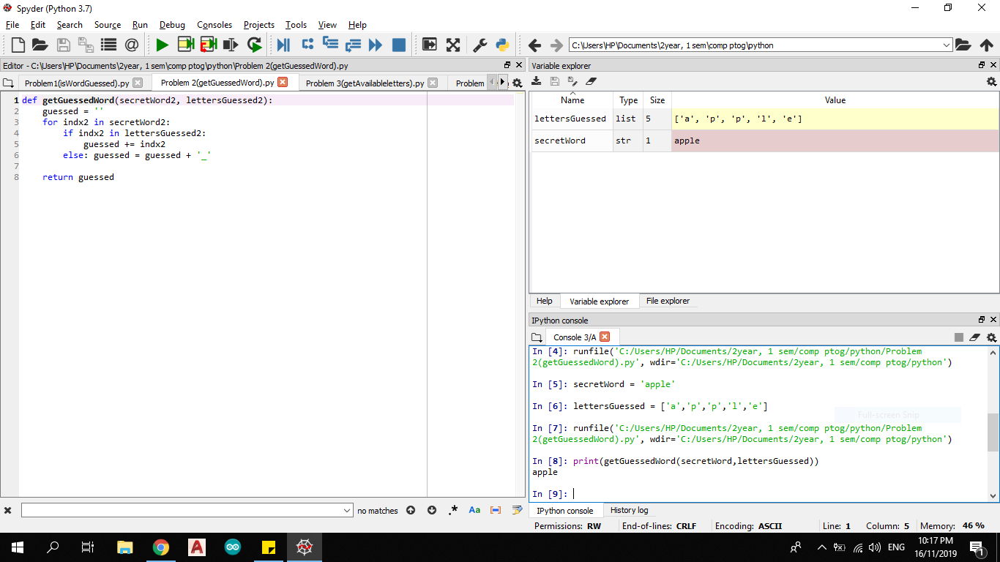 Spyder (Python 3.7)
File Edit Search Source Run Debug Consoles Projects Tools View Help
C:\Users\HP\Documents\2year, 1 sem\comp ptog\python
Editor - C:\Users\HP\Documents\2year, 1 sem\comp ptog\python\Problem 2(getGuessedWord).py
Problem1(isWordGuessed).py Problem 2(getGuessedWord).py Problem 3(getAvailableletters).py Problem
1 def getGuessedWord(secretWord2, lettersGuessed2):
2 guessed = ''
3 for indx2 in secretWord2:
4 if indx2 in lettersGuessed2:
5 guessed += indx2
6 else: guessed = guessed + '_'
7
8 return guessed
no matches .* Aa
Variable explorer
Name Type Size Value
lettersGuessed list 5 ['a', 'p', 'p', 'l', 'e']
secretWord str 1 apple
Help Variable explorer File explorer
IPython console
Console 3/A
In [4]: runfile('C:/Users/HP/Documents/2year, 1 sem/comp ptog/python/Problem
2(getGuessedWord).py', wdir='C:/Users/HP/Documents/2year, 1 sem/comp ptog/python')
In [5]: secretWord = 'apple'
In [6]: lettersGuessed = ['a','p','p','l','e']
Full-screen Snip
In [7]: runfile('C:/Users/HP/Documents/2year, 1 sem/comp ptog/python/Problem
2(getGuessedWord).py', wdir='C:/Users/HP/Documents/2year, 1 sem/comp ptog/python')
In [8]: print(getGuessedWord(secretWord,lettersGuessed))
apple
In [9]:
IPython console History log
Permissions: RW End-of-lines: CRLF Encoding: ASCII Line: 1 Column: 5 Memory: 46 %
ENG
10:17 PM
16/11/2019
1